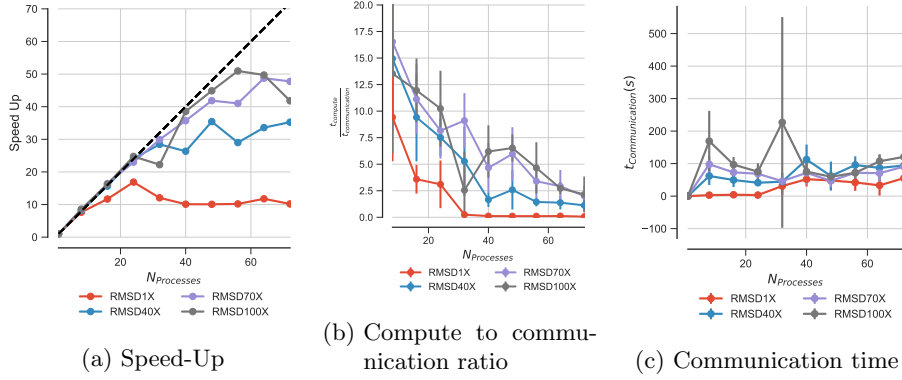 70
60
50
40
30
20
10
0
Speed Up
20
40
60
N_Processes
RMSD1X
RMSD40X
RMSD70X
RMSD100X
(a) Speed-Up
20.0
17.5
15.0
12.5
10.0
7.5
5.0
2.5
0.0
t_compute
t_communication
20
40
60
N_Processes
RMSD1X
RMSD40X
RMSD70X
RMSD100X
(b) Compute to commu-
nication ratio
500
400
300
200
100
0
−100
t_Communication(s)
20
40
60
N_Processes
RMSD1X
RMSD40X
RMSD70X
RMSD100X
(c) Communication time